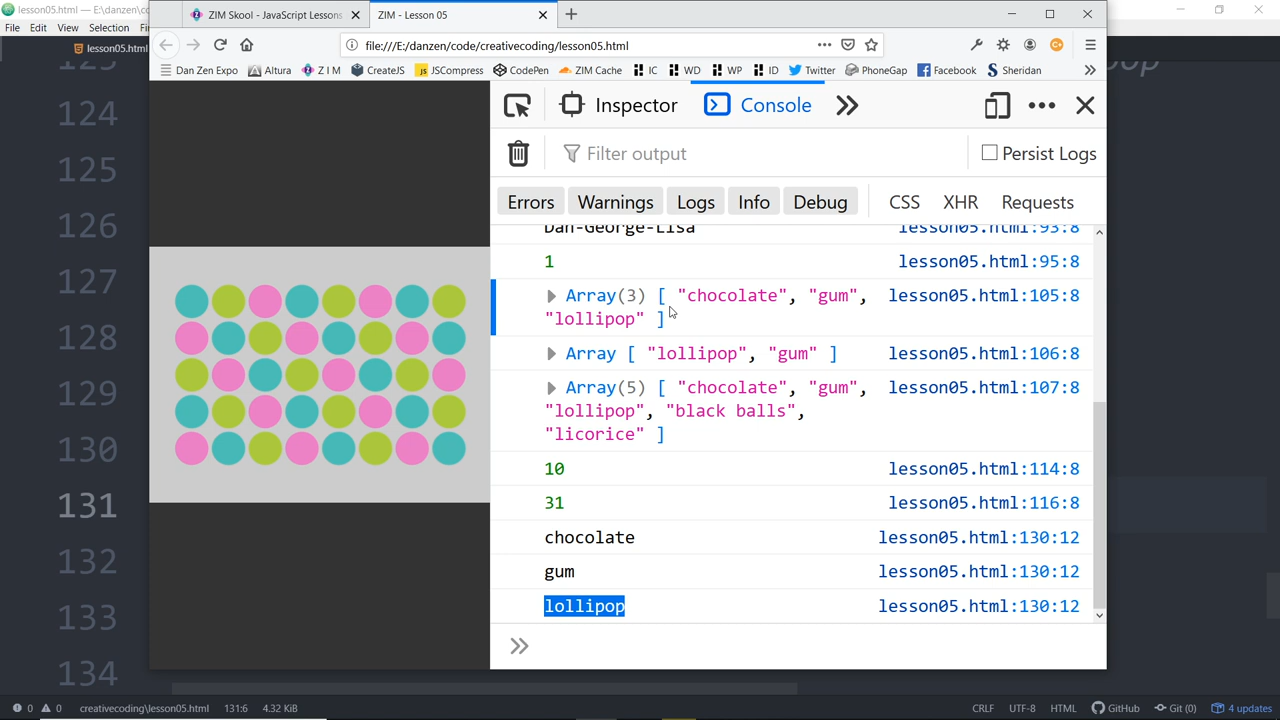 lesson05.html — E:\danzen\co
ZIM Skool - JavaScript Lessons
ZIM - Lesson 05
File Edit View Selection Fi
lesson05.html
file:///E:/danzen/code/creativecoding/lesson05.html
Dan Zen Expo Altura Z I M CreateJS JSCompress CodePen ZIM Cache IC WD WP ID Twitter PhoneGap Facebook Sheridan
Inspector Console
Filter output Persist Logs
Errors Warnings Logs Info Debug CSS XHR Requests
Dan-George-Lisa lesson05.html:93:8
1 lesson05.html:95:8
Array(3) [ "chocolate", "gum", lesson05.html:105:8
"lollipop" ]
Array [ "lollipop", "gum" ] lesson05.html:106:8
Array(5) [ "chocolate", "gum", lesson05.html:107:8
"lollipop", "black balls",
"licorice" ]
10 lesson05.html:114:8
31 lesson05.html:116:8
chocolate lesson05.html:130:12
gum lesson05.html:130:12
lollipop lesson05.html:130:12
123
124
125
126
127
128
129
130
131
132
133
134
0 0 creativecoding\lesson05.html 131:6 4.32 KiB CRLF UTF-8 HTML GitHub Git (0) 4 updates